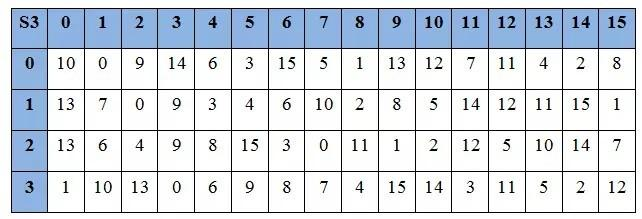 S3 0 1 2 3 4 5 6 7 8 9 10 11 12 13 14 15
0 10 0 9 14 6 3 15 5 1 13 12 7 11 4 2 8
1 13 7 0 9 3 4 6 10 2 8 5 14 12 11 15 1
2 13 6 4 9 8 15 3 0 11 1 2 12 5 10 14 7
3 1 10 13 0 6 9 8 7 4 15 14 3 11 5 2 12